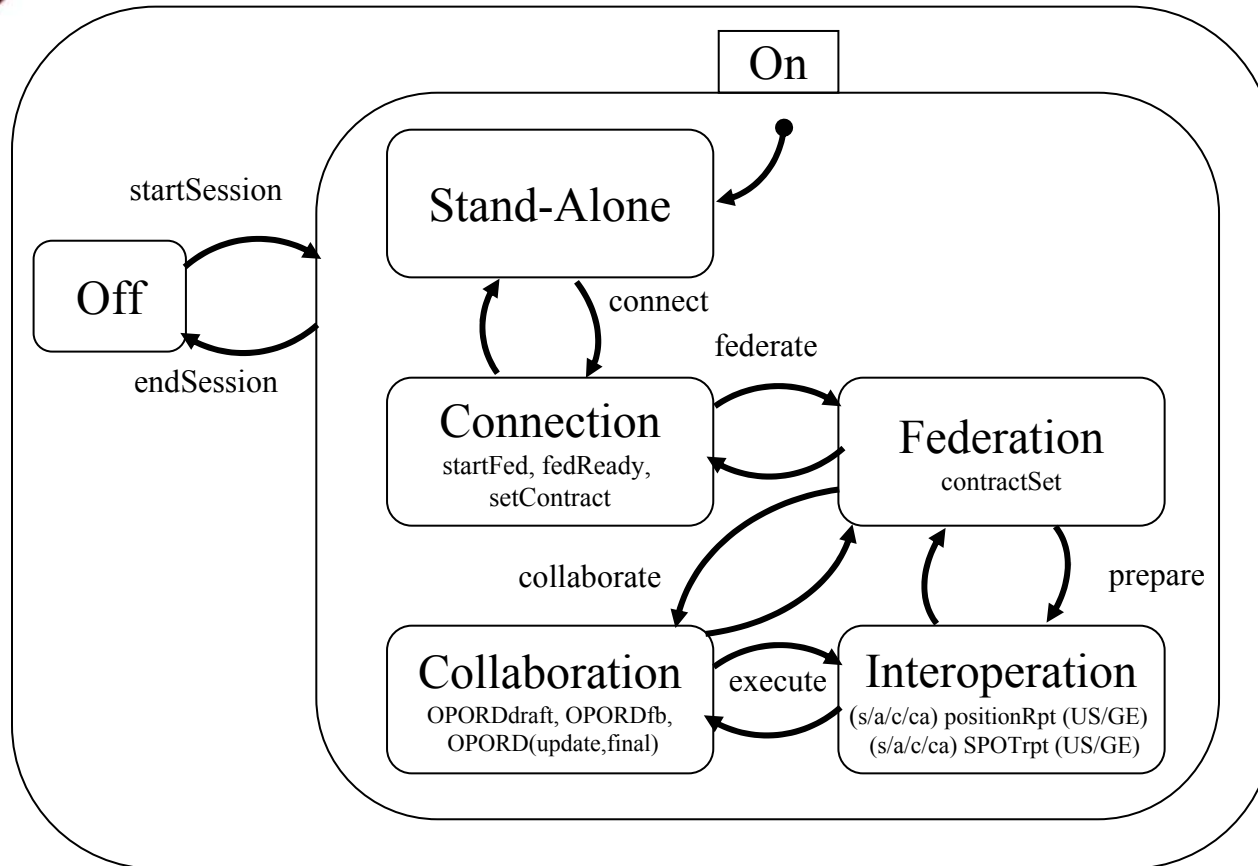 On
Stand-Alone
startSession
Off
endSession
connect
federate
Connection
startFed, fedReady,
setContract
Federation
contractSet
collaborate
prepare
Collaboration
OPORDdraft, OPORDfb,
OPORD(update,final)
execute
Interoperation
(s/a/c/ca) positionRpt (US/GE)
(s/a/c/ca) SPOTrpt (US/GE)